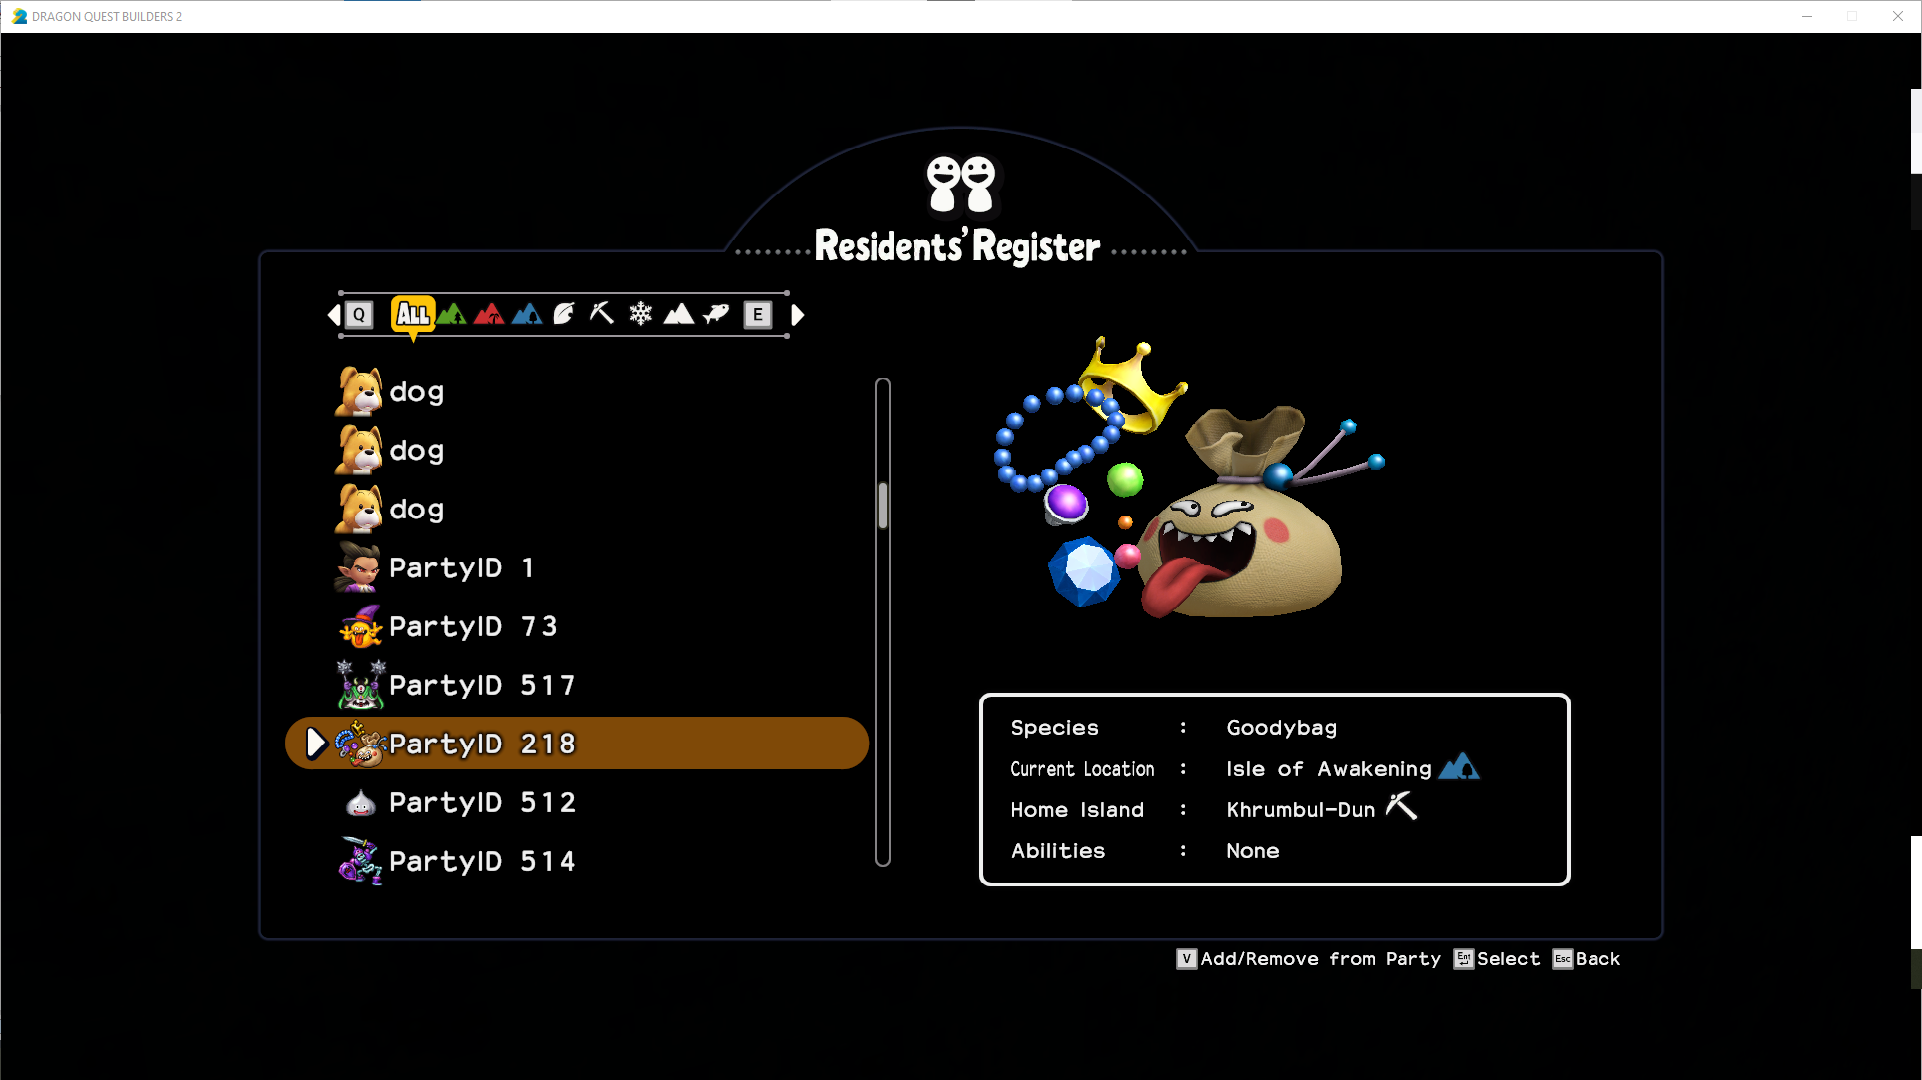 DRAGON QUEST BUILDERS 2
Residents' Register
Q ALL E
dog
dog
dog
PartyID 1
PartyID 73
PartyID 517
PartyID 218
PartyID 512
PartyID 514
Species : Goodybag
Current Location : Isle of Awakening
Home Island : Khrumbul-Dun
Abilities : None
V Add/Remove from Party Ent Select Esc Back